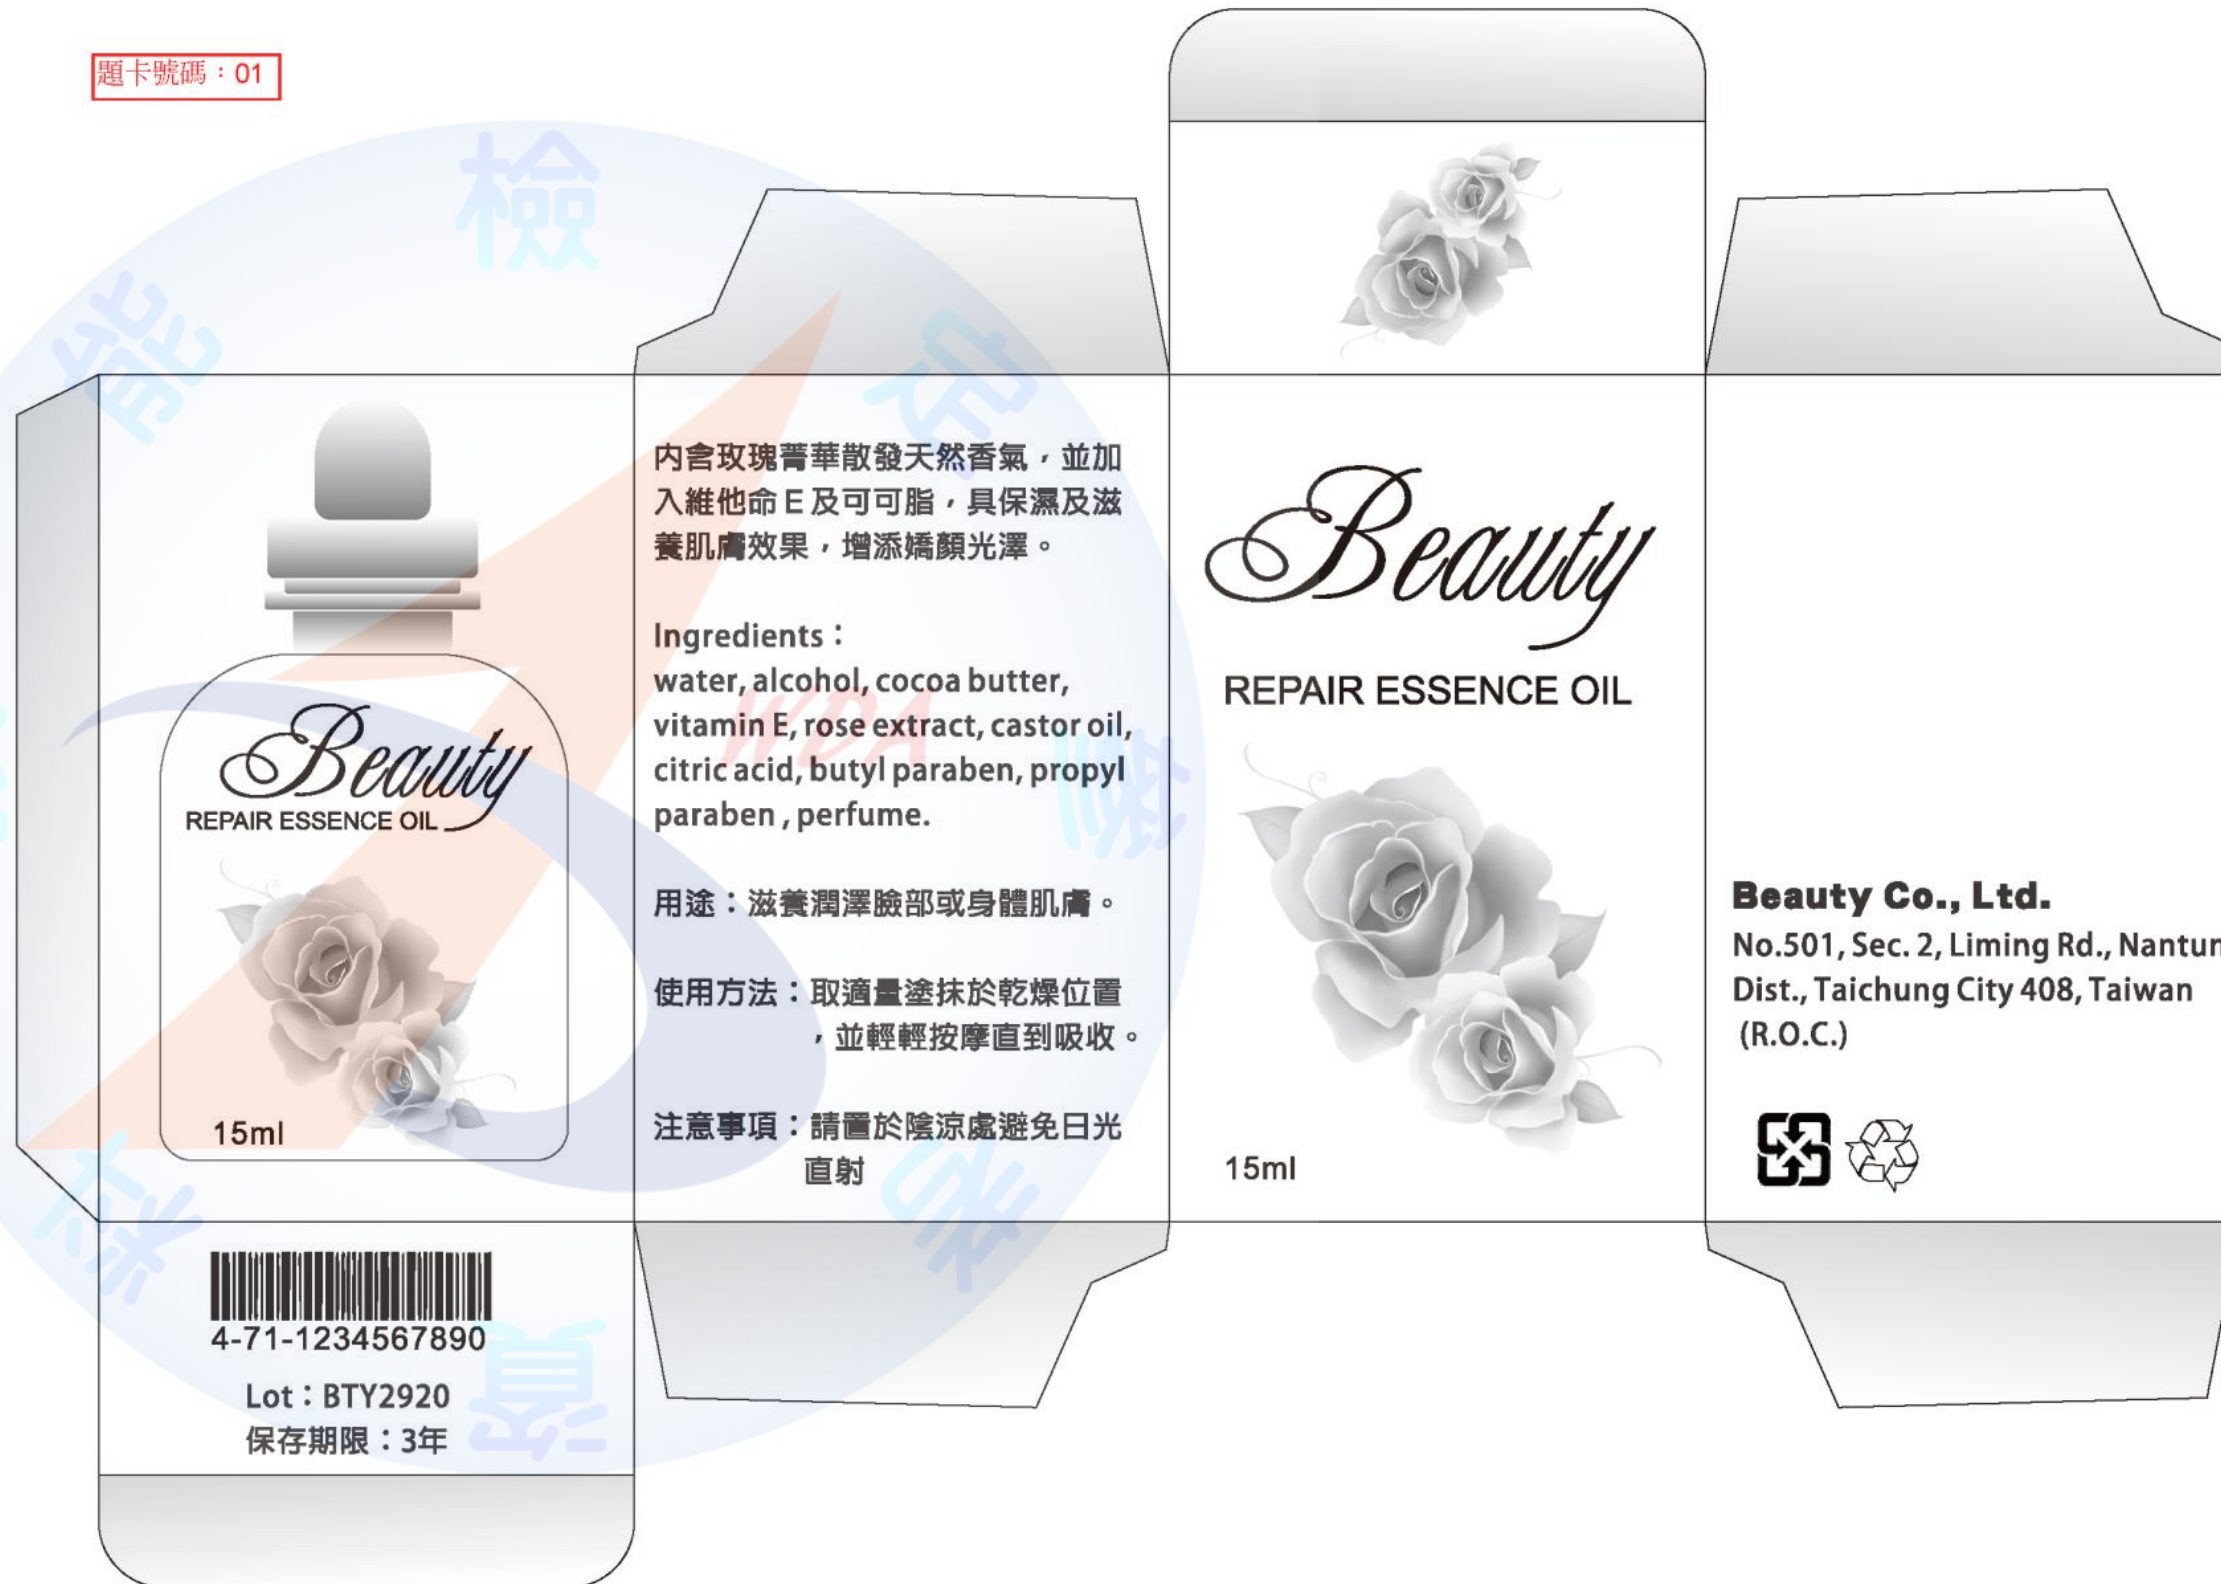 題卡號碼：01
Beauty
REPAIR ESSENCE OIL
15ml
4-71-1234567890
Lot：BTY2920
保存期限：3年
內含玫瑰菁華散發天然香氣，並加
入維他命E及可可脂，具保濕及滋
養肌膚效果，增添嬌顏光澤。
Ingredients：
water, alcohol, cocoa butter,
vitamin E, rose extract, castor oil,
citric acid, butyl paraben, propyl
paraben , perfume.
用途：滋養潤澤臉部或身體肌膚。
使用方法：取適量塗抹於乾燥位置
，並輕輕按摩直到吸收。
注意事項：請置於陰涼處避免日光
直射
Beauty
REPAIR ESSENCE OIL
15ml
Beauty Co., Ltd.
No.501, Sec. 2, Liming Rd., Nantun
Dist., Taichung City 408, Taiwan
(R.O.C.)
WDA
技能檢定